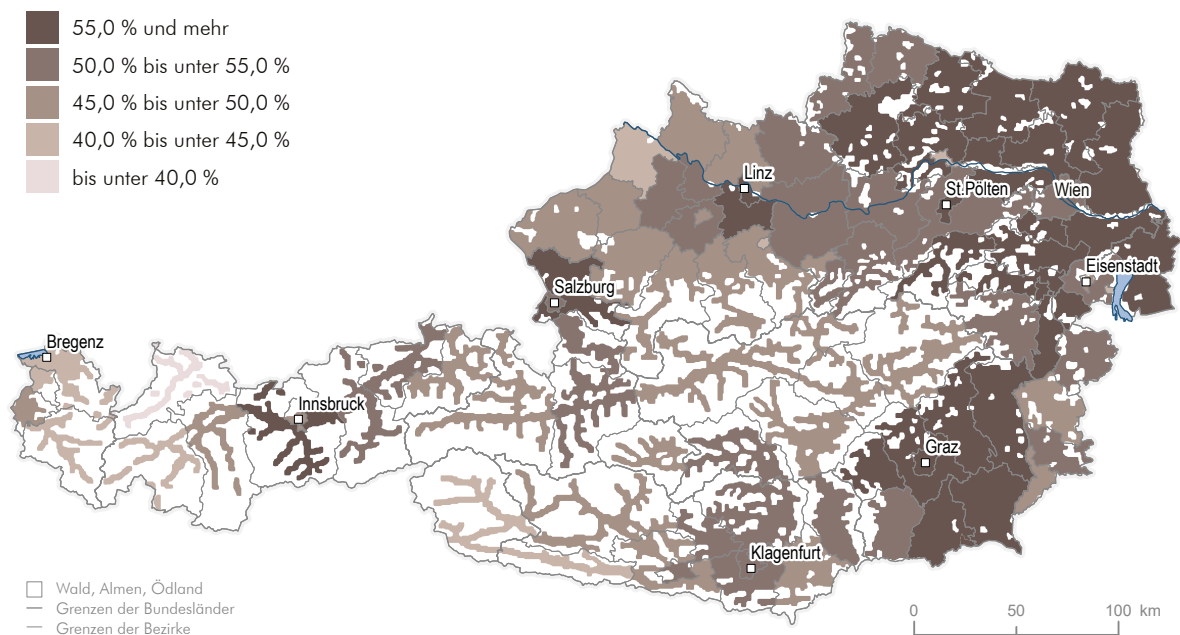 55,0 % und mehr
50,0 % bis unter 55,0 %
45,0 % bis unter 50,0 %
40,0 % bis unter 45,0 %
bis unter 40,0 %
Linz
St.Pölten
Wien
Eisenstadt
Salzburg
Bregenz
Innsbruck
Graz
Klagenfurt
Wald, Almen, Ödland
Grenzen der Bundesländer
Grenzen der Bezirke
0 50 100 km